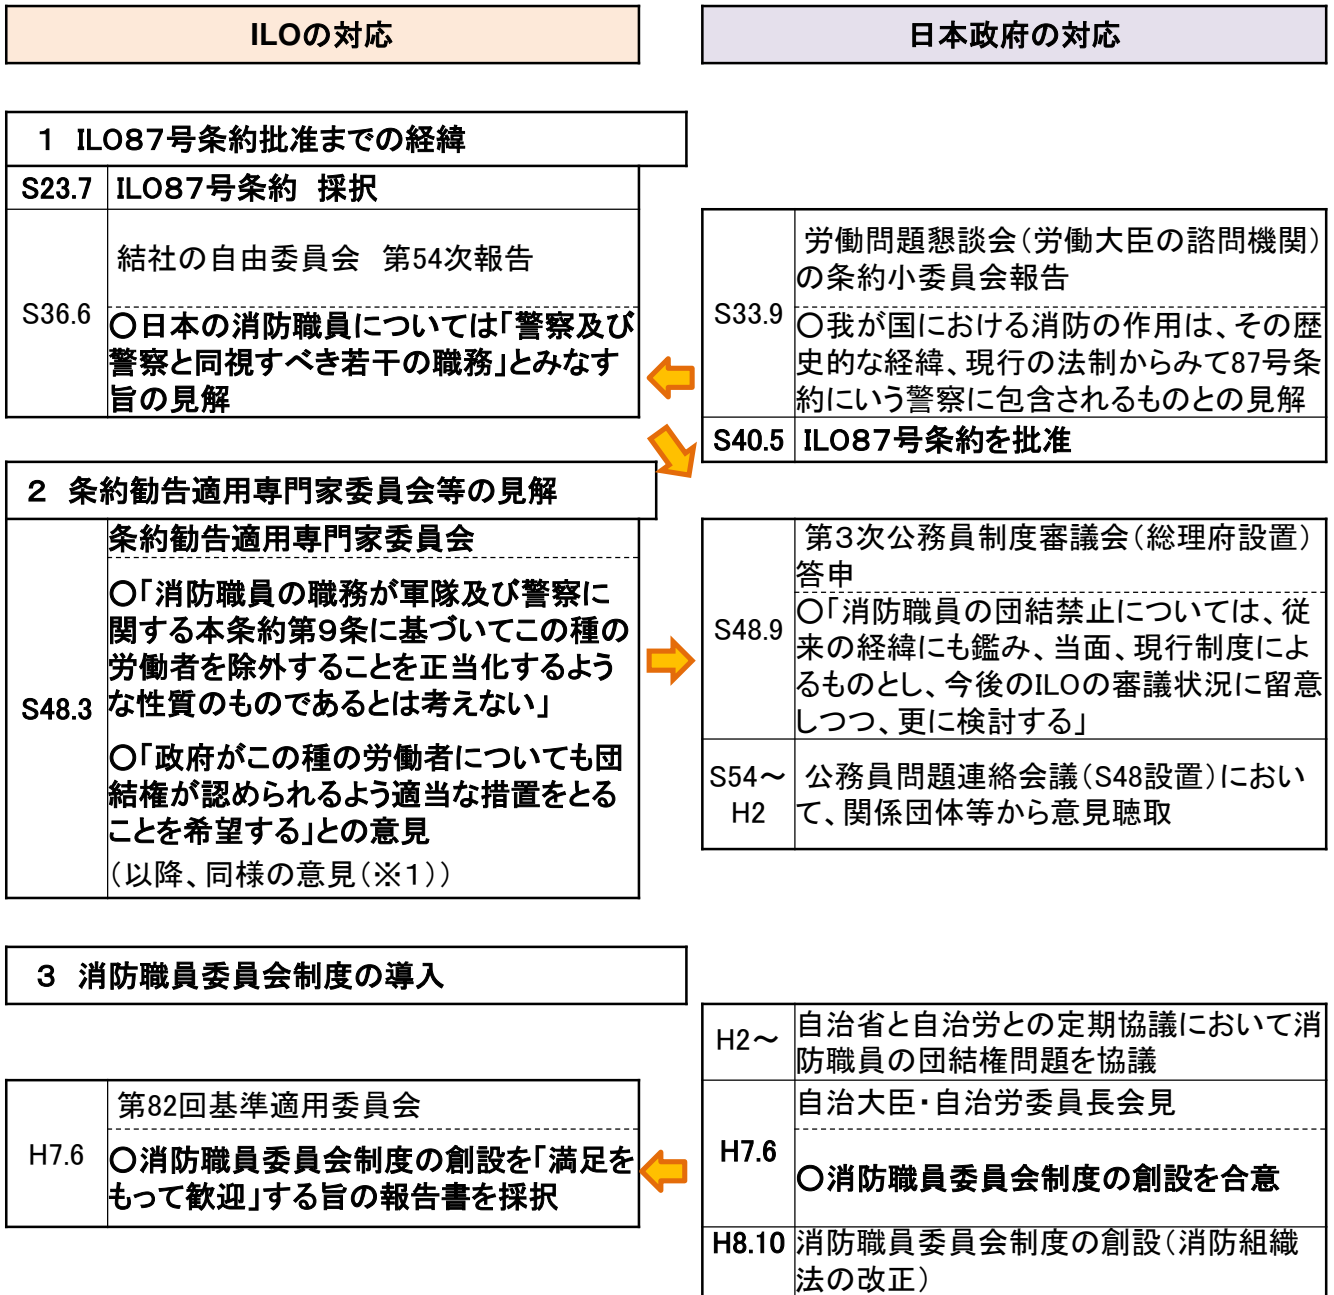 ILOの対応
日本政府の対応
１　ILO８７号条約批准までの経緯
S23.7
ILO８７号条約　採択
S36.6
結社の自由委員会　第54次報告
〇日本の消防職員については「警察及び
警察と同視すべき若干の職務」とみなす
旨の見解
S33.9
労働問題懇談会（労働大臣の諮問機関）
の条約小委員会報告
〇我が国における消防の作用は、その歴
史的な経緯、現行の法制からみて87号条
約にいう警察に包含されるものとの見解
S40.5
ILO８７号条約を批准
２　条約勧告適用専門家委員会等の見解
S48.3
条約勧告適用専門家委員会
〇「消防職員の職務が軍隊及び警察に
関する本条約第９条に基づいてこの種の
労働者を除外することを正当化するよう
な性質のものであるとは考えない」
〇「政府がこの種の労働者についても団
結権が認められるよう適当な措置をとる
ことを希望する」との意見
（以降、同様の意見（※１））
S48.9
第３次公務員制度審議会（総理府設置）
答申
〇「消防職員の団結禁止については、従
来の経緯にも鑑み、当面、現行制度によ
るものとし、今後のILOの審議状況に留意
しつつ、更に検討する」
S54～
H2
公務員問題連絡会議（S48設置）におい
て、関係団体等から意見聴取
３　消防職員委員会制度の導入
H2～
自治省と自治労との定期協議において消
防職員の団結権問題を協議
H7.6
第82回基準適用委員会
〇消防職員委員会制度の創設を「満足を
もって歓迎」する旨の報告書を採択
H7.6
自治大臣・自治労委員長会見
〇消防職員委員会制度の創設を合意
H8.10
消防職員委員会制度の創設（消防組織
法の改正）